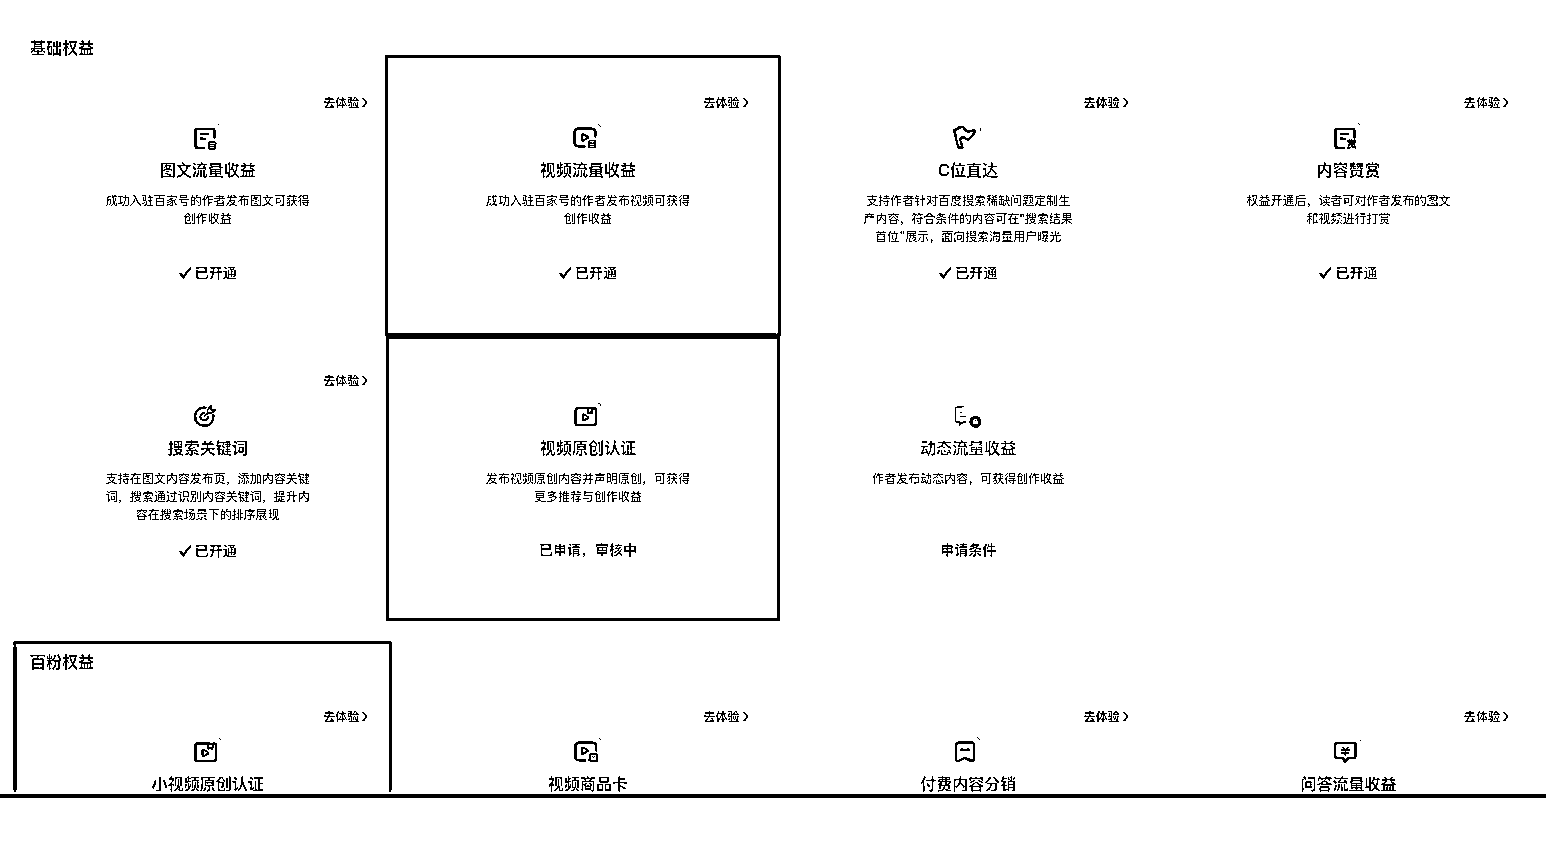 基础权益
去体验>
图文流量收益
成功入驻百家号的作者发布图文可获得
创作收益
已开通
去体验>
视频流量收益
成功入驻百家号的作者发布视频可获得
创作收益
已开通
去体验>
C位直达
支持作者针对百度搜索稀缺问题定制生
产内容，符合条件的内容可在“搜索结果
首位”展示，面向搜索海量用户曝光
已开通
去体验>
内容赞赏
权益开通后，读者可对作者发布的图文
和视频进行打赏
已开通
去体验>
搜索关键词
支持在图文内容发布页，添加内容关键
词，搜索通过识别内容关键词，提升内
容在搜索场景下的排序展现
已开通
视频原创认证
发布视频原创内容并声明原创，可获得
更多推荐与创作收益
已申请，审核中
动态流量收益
作者发布动态内容，可获得创作收益
申请条件
百粉权益
去体验>
小视频原创认证
去体验>
视频商品卡
去体验>
付费内容分销
去体验>
问答流量收益